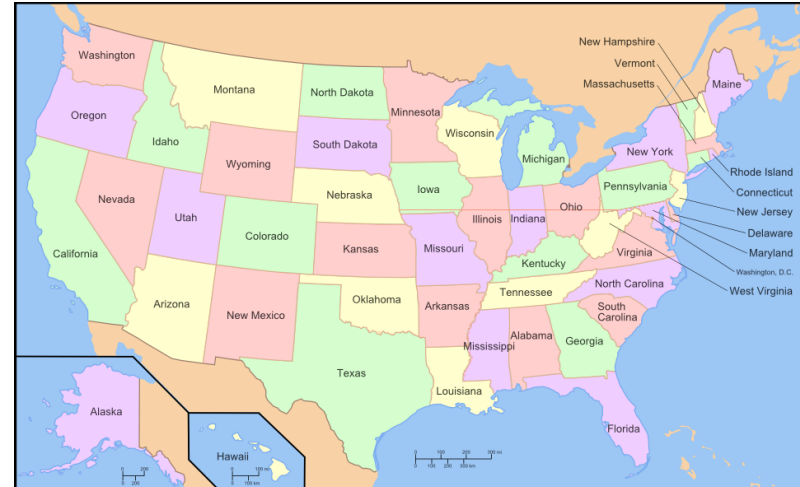 New Hampshire
Vermont
Massachusetts
Washington
Montana
North Dakota
Minnesota
Maine
Oregon
Idaho
South Dakota
Wisconsin
Michigan
New York
Wyoming
Rhode Island
Connecticut
Nebraska
Iowa
Pennsylvania
New Jersey
Nevada
Utah
Colorado
Illinois
Indiana
Ohio
Delaware
California
Kansas
Missouri
Kentucky
Virginia
Maryland
Washington, D.C.
West Virginia
Arizona
New Mexico
Oklahoma
Arkansas
Tennessee
North Carolina
South
Carolina
Texas
Louisiana
Mississippi
Alabama
Georgia
Florida
Alaska
Hawaii